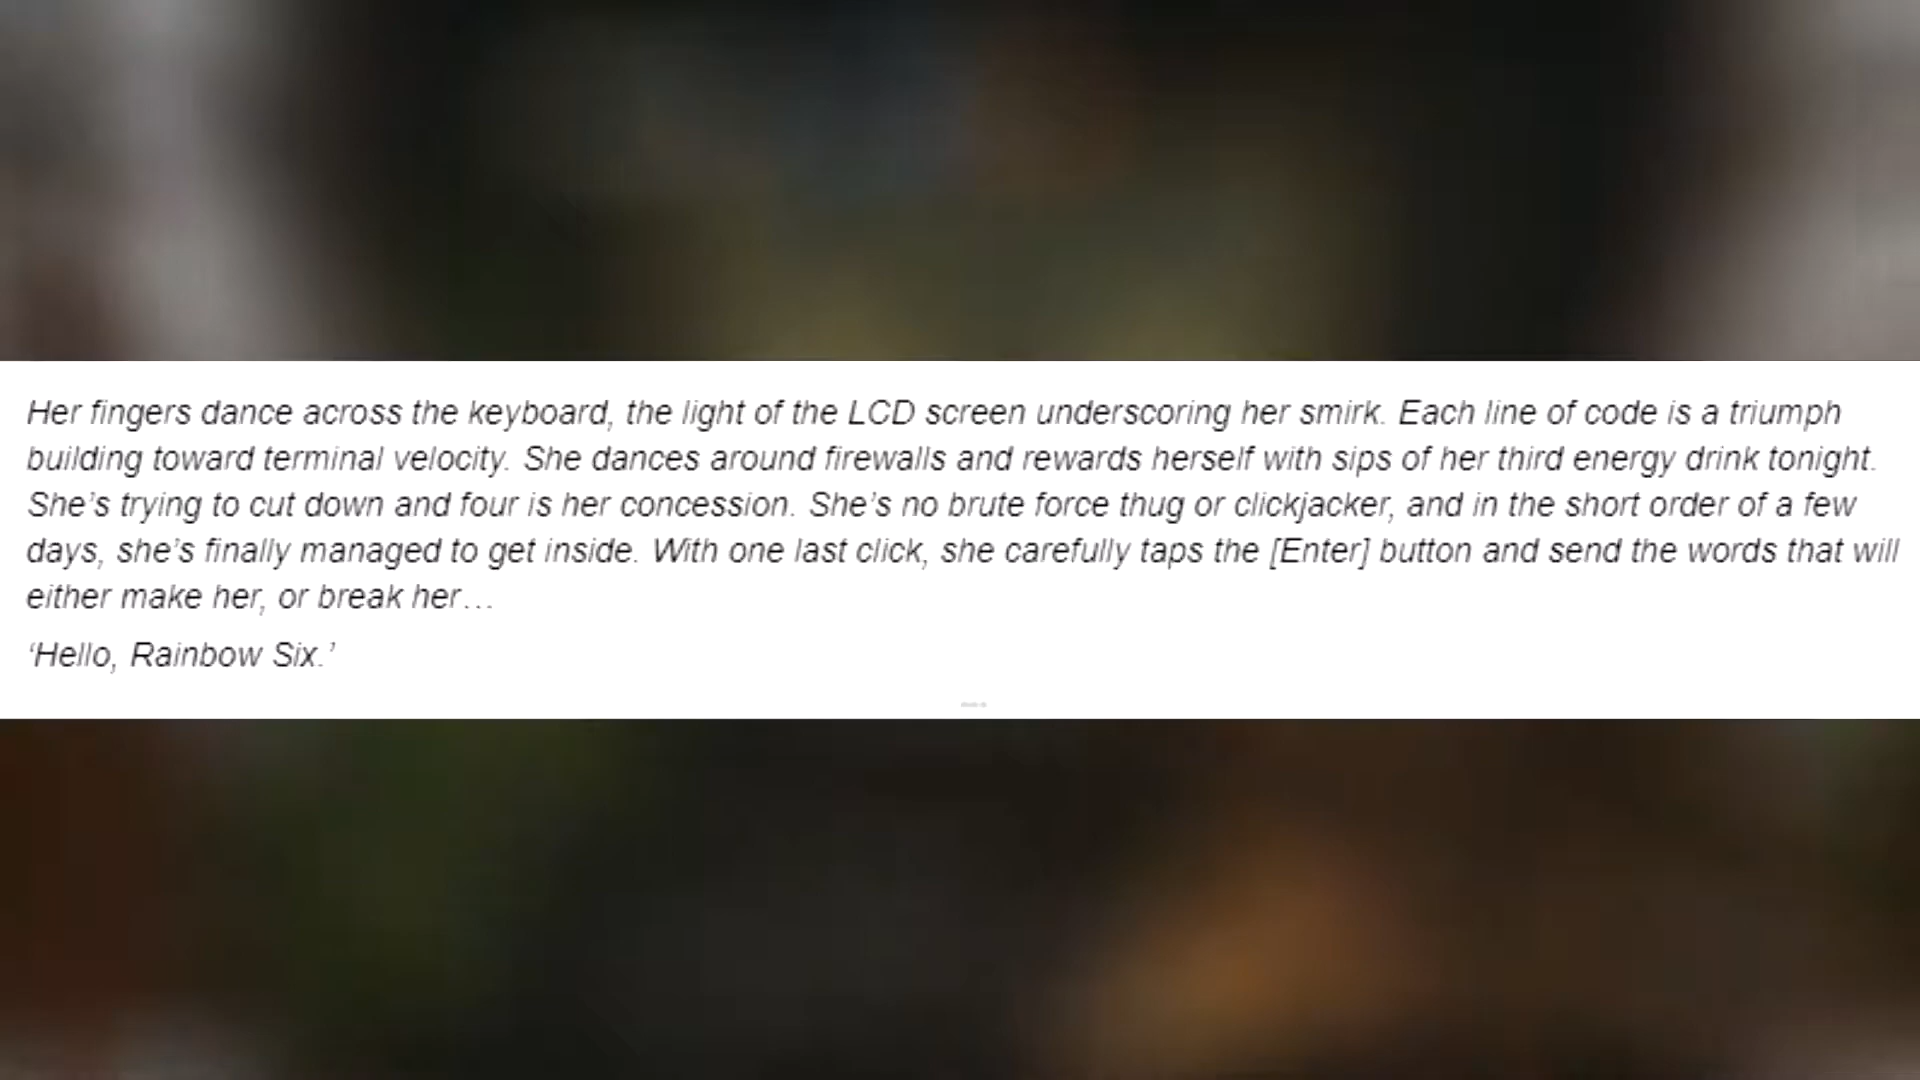 Her fingers dance across the keyboard, the light of the LCD screen underscoring her smirk. Each line of code is a triumph
building toward terminal velocity. She dances around firewalls and rewards herself with sips of her third energy drink tonight.
She’s trying to cut down and four is her concession. She’s no brute force thug or clickjacker, and in the short order of a few
days, she’s finally managed to get inside. With one last click, she carefully taps the [Enter] button and send the words that will
either make her, or break her…
‘Hello, Rainbow Six.’